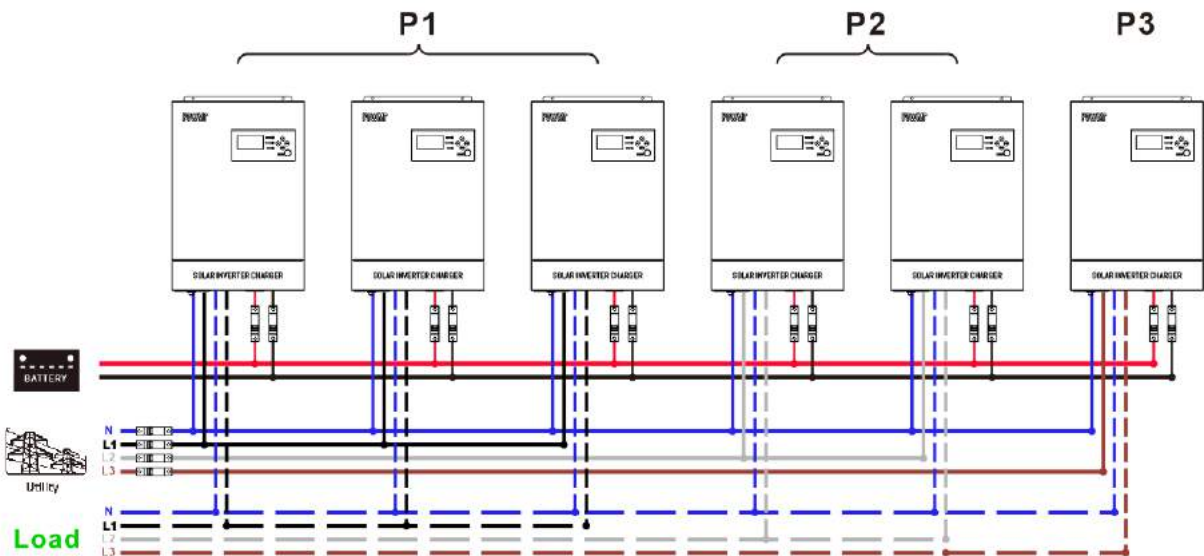 P1 P2 P3
SOLAR INVERTER CHARGER SOLAR INVERTER CHARGER SOLAR INVERTER CHARGER SOLAR INVERTER CHARGER SOLAR INVERTER CHARGER SOLAR INVERTER CHARGER
BATTERY
N
L1
L2
L3
Utility
N
L1
L2
L3
Load